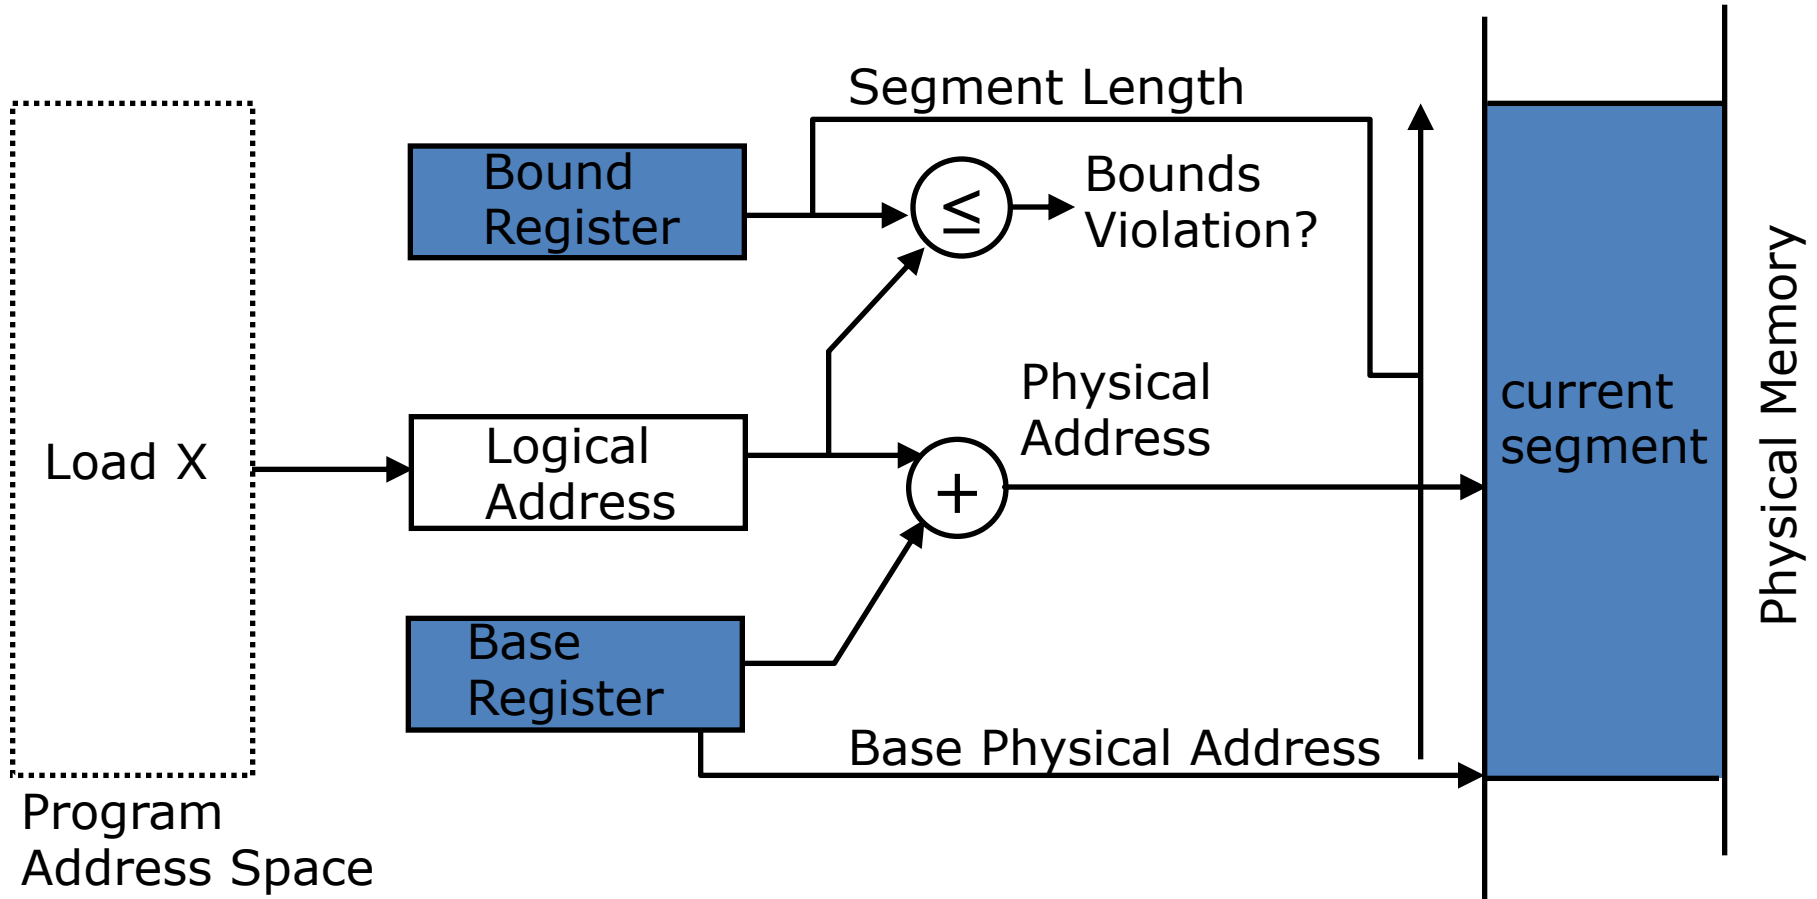 Segment Length
Bound
Register
≤
Bounds
Violation?
Load X
Logical
Address
+
Physical
Address
current
segment
Physical Memory
Base
Register
Base Physical Address
Program
Address Space